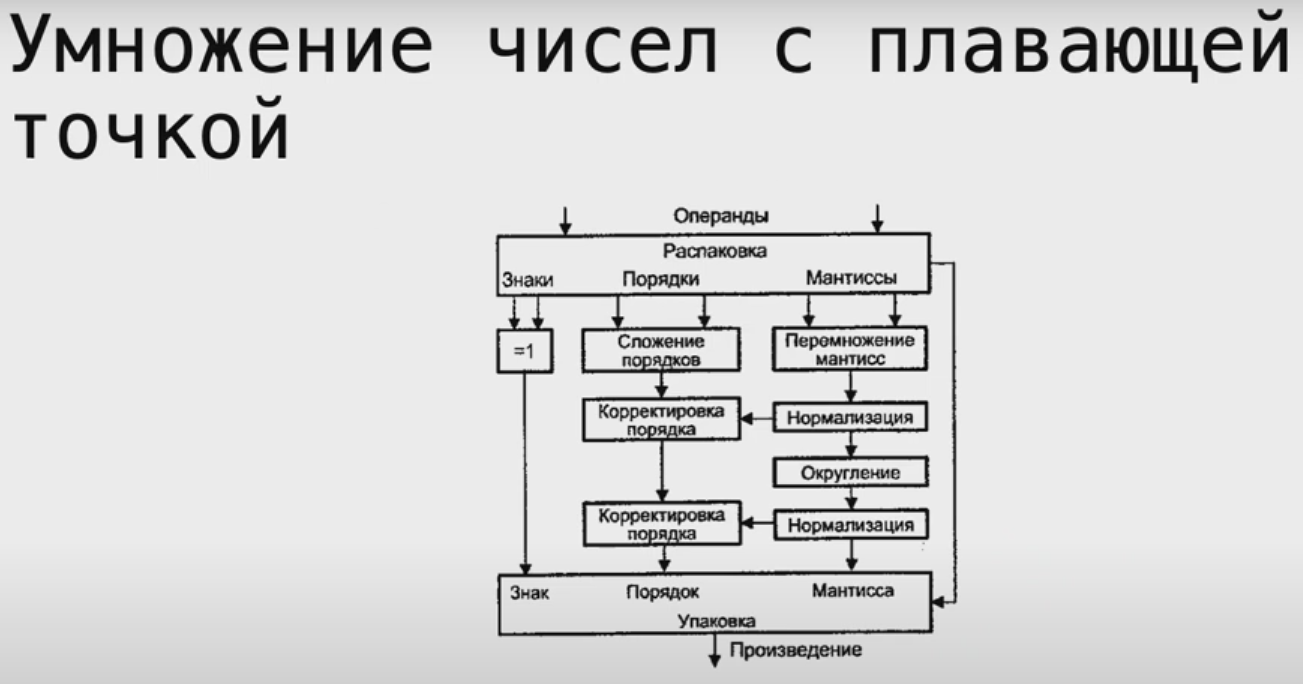 Умножение чисел с плавающей
точкой
Операнды
Распаковка
Знаки Порядки Мантиссы
=1
Сложение
порядков
Перемножение
мантисс
Корректировка
порядка
Нормализация
Округление
Корректировка
порядка
Нормализация
Знак Порядок Мантисса
Упаковка
Произведение